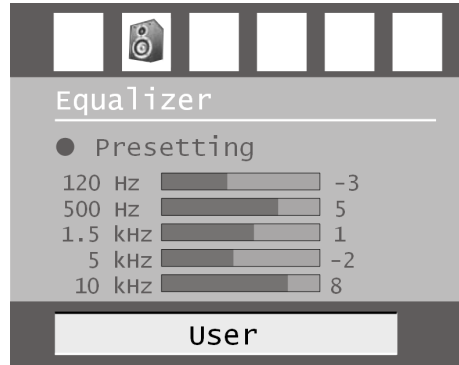 Equalizer
● Presetting
120 Hz -3
500 Hz 5
1.5 kHz 1
5 kHz -2
10 kHz 8
User